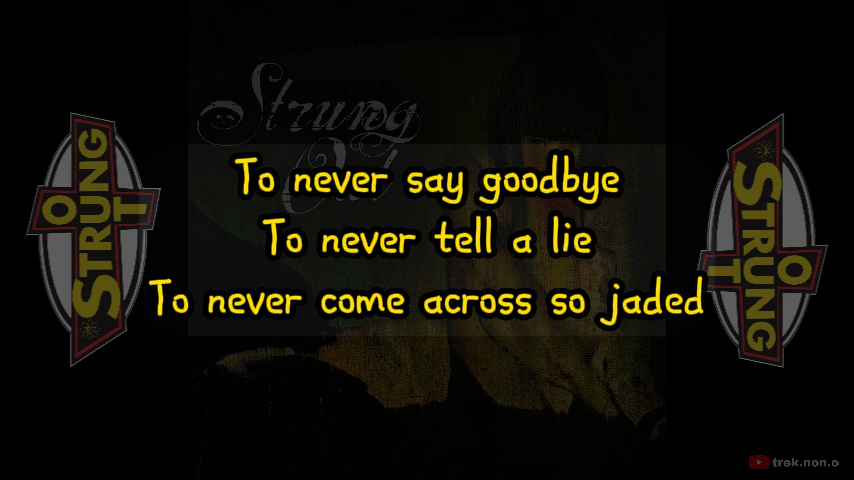 Strung
Out
To never say goodbye
To never tell a lie
To never come across so jaded
STRUNG
OUT
STRUNG
OUT
trek.non.o